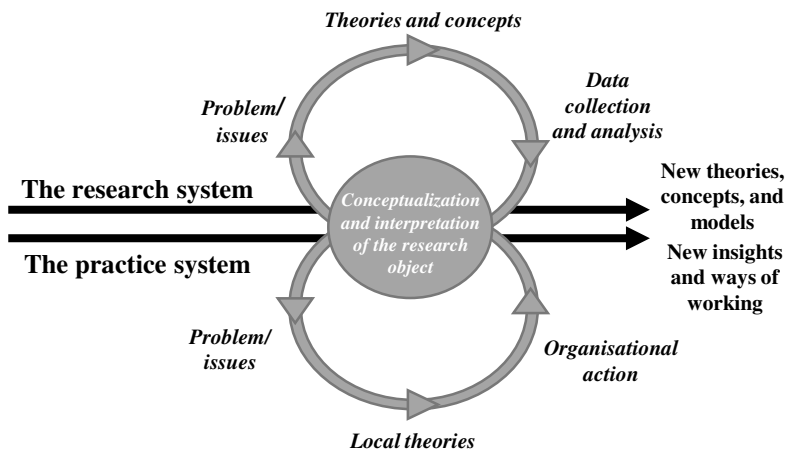 Theories and concepts
Problem/
issues
Data
collection
and analysis
The research system
Conceptualization
and interpretation
of the research
object
New theories,
concepts, and
models
The practice system
New insights
and ways of
working
Problem/
issues
Organisational
action
Local theories